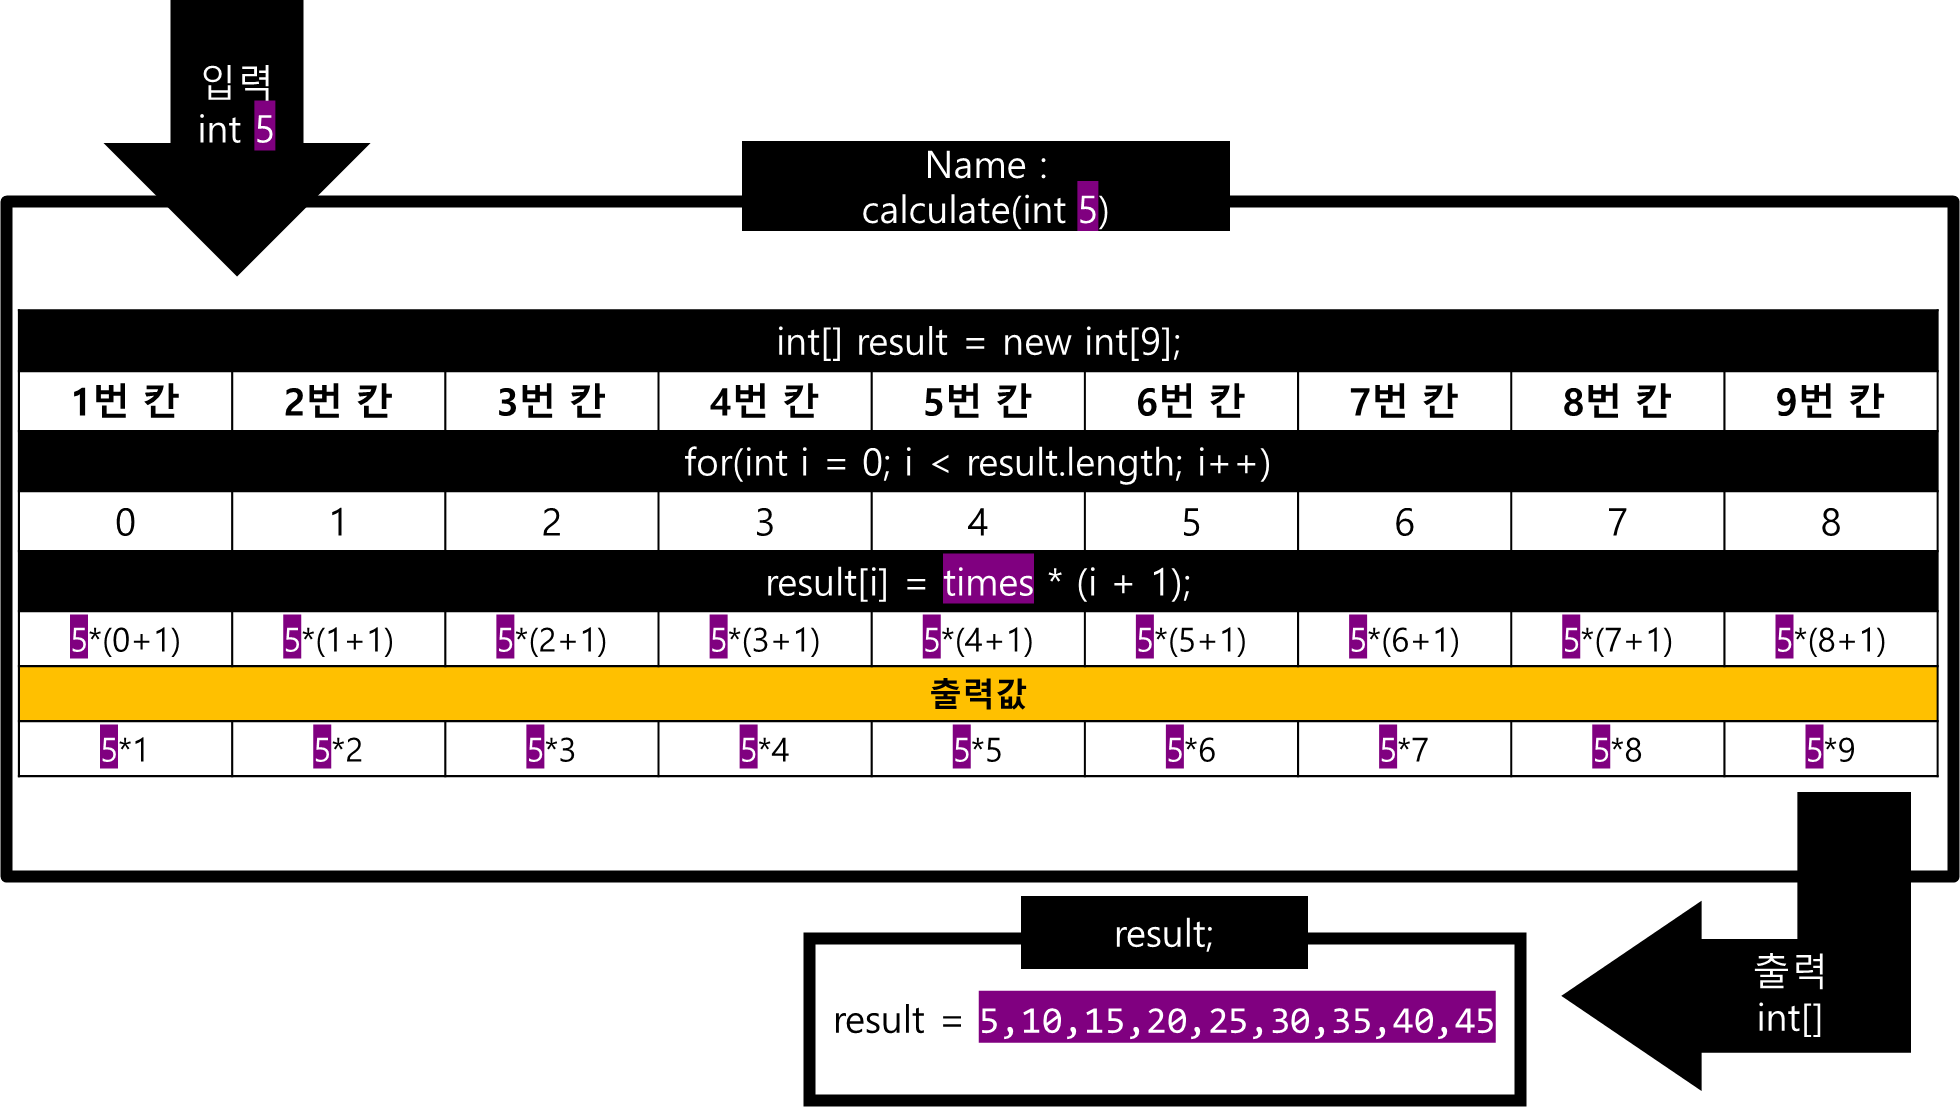 입력
int 5
Name :
calculate(int 5)
int[] result = new int[9];
1번 칸 2번 칸 3번 칸 4번 칸 5번 칸 6번 칸 7번 칸 8번 칸 9번 칸
for(int i = 0; i < result.length; i++)
0 1 2 3 4 5 6 7 8
result[i] = times * (i + 1);
5*(0+1) 5*(1+1) 5*(2+1) 5*(3+1) 5*(4+1) 5*(5+1) 5*(6+1) 5*(7+1) 5*(8+1)
출력값
5*1 5*2 5*3 5*4 5*5 5*6 5*7 5*8 5*9
result;
result = 5,10,15,20,25,30,35,40,45
출력
int[]